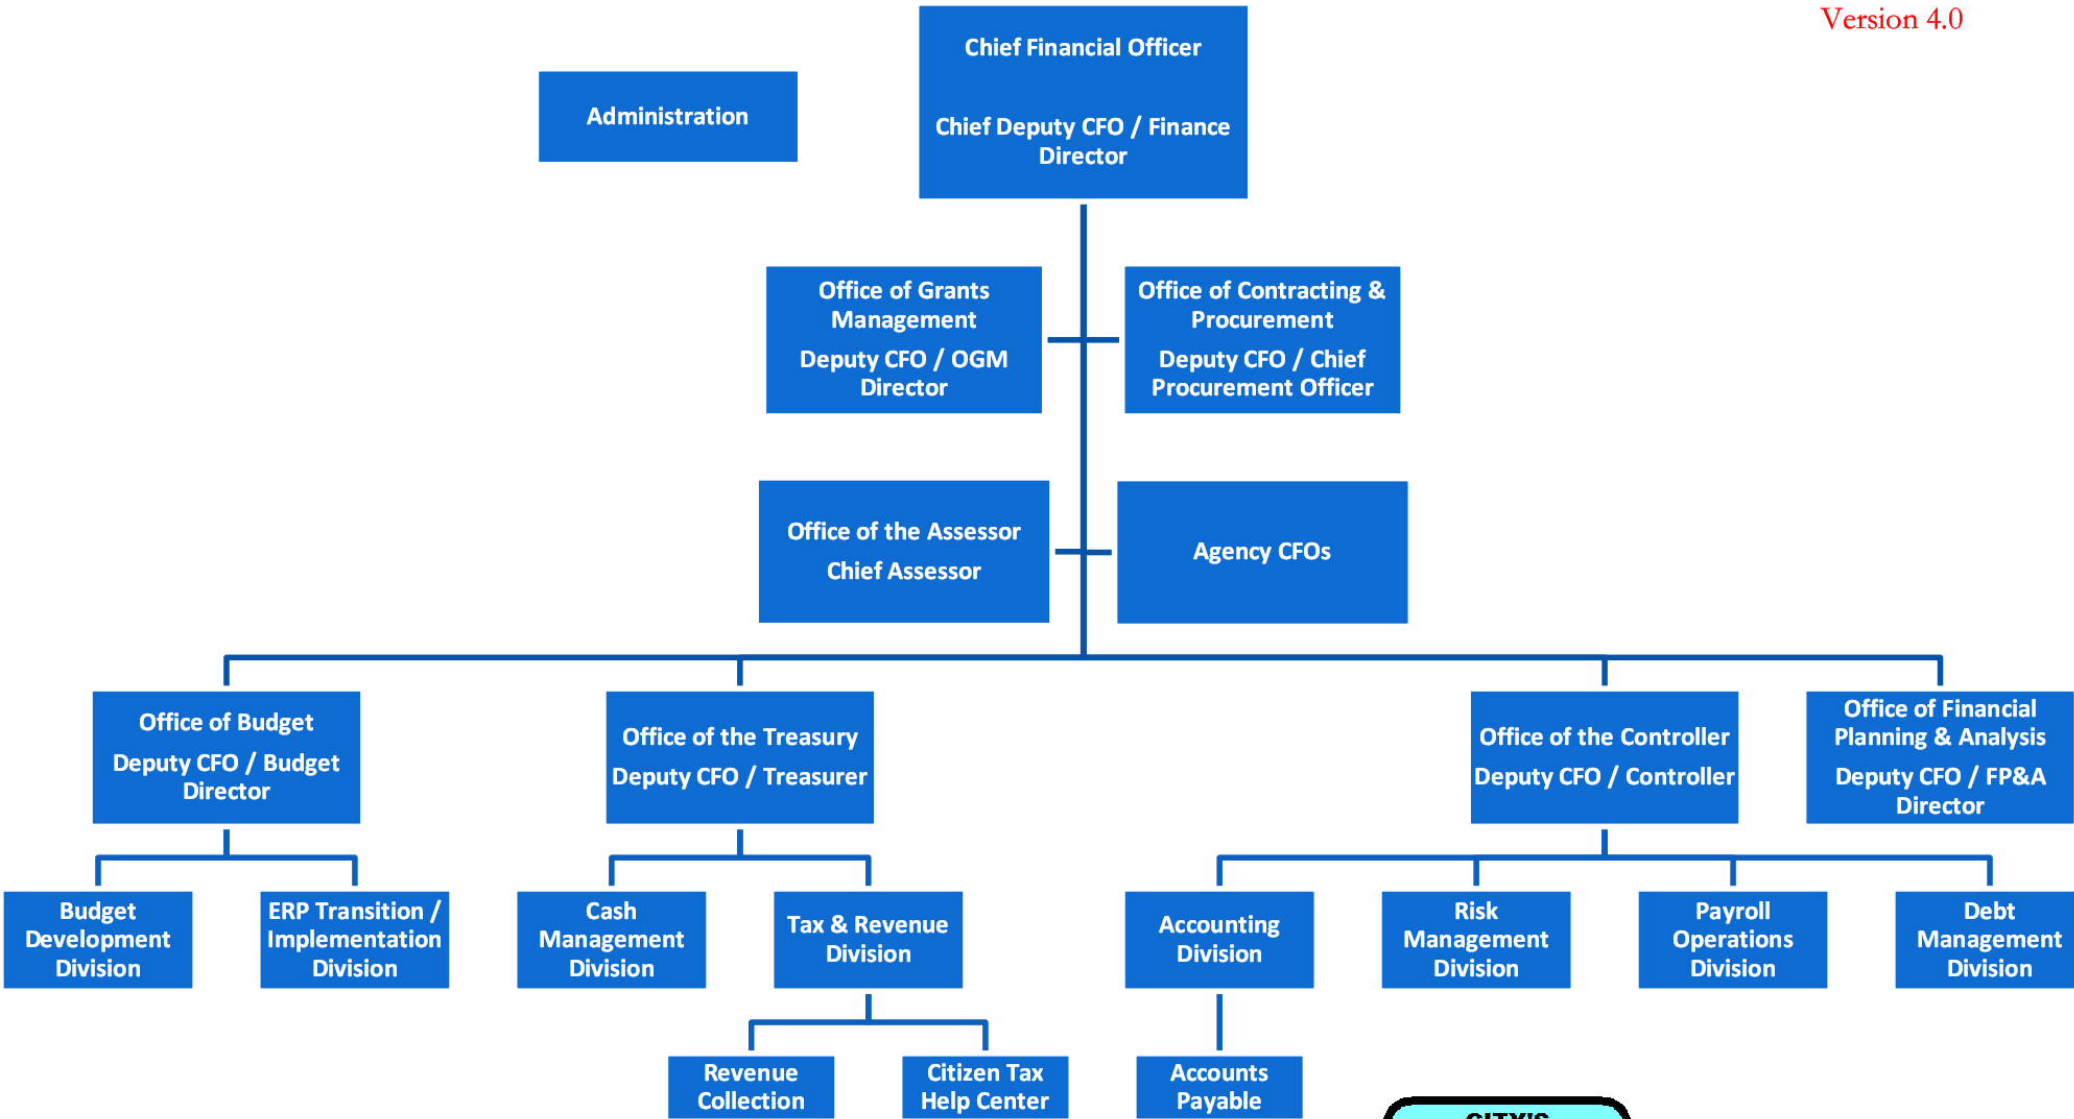 Version 4.0
Chief Financial Officer
Chief Deputy CFO / Finance
Director
Administration
Office of Grants
Management
Deputy CFO / OGM
Director
Office of Contracting &
Procurement
Deputy CFO / Chief
Procurement Officer
Office of the Assessor
Chief Assessor
Agency CFOs
Office of Budget
Deputy CFO / Budget
Director
Office of the Treasury
Deputy CFO / Treasurer
Office of the Controller
Deputy CFO / Controller
Office of Financial
Planning & Analysis
Deputy CFO / FP&A
Director
Budget
Development
Division
ERP Transition /
Implementation
Division
Cash
Management
Division
Tax & Revenue
Division
Accounting
Division
Risk
Management
Division
Payroll
Operations
Division
Debt
Management
Division
Revenue
Collection
Citizen Tax
Help Center
Accounts
Payable
CITY'S